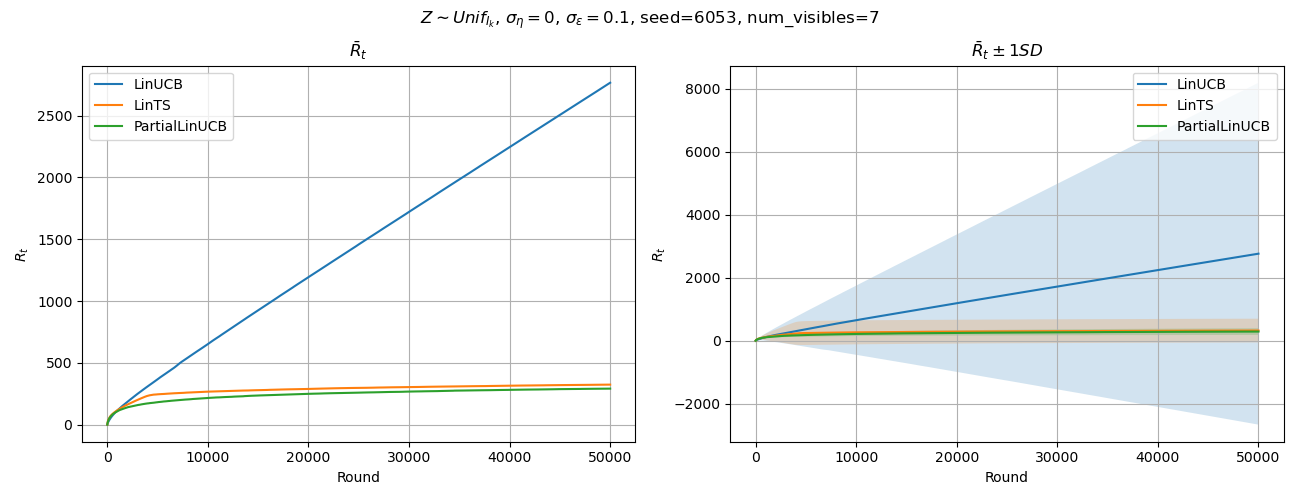 Z ∼ Unif_{I_k}, σ_η = 0, σ_ε = 0.1, seed=6053, num_visibles=7
R̄_t
LinUCB
LinTS
PartialLinUCB
R_t
2500
2000
1500
1000
500
0
0 10000 20000 30000 40000 50000
Round
R̄_t ± 1SD
LinUCB
LinTS
PartialLinUCB
R_t
8000
6000
4000
2000
0
−2000
0 10000 20000 30000 40000 50000
Round